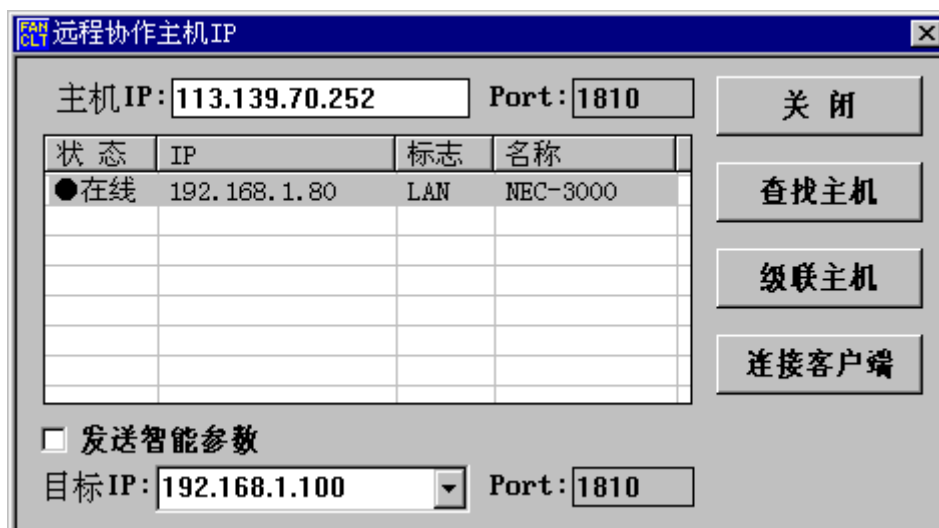 FAN CLT 远程协作主机IP
主机IP: 113.139.70.252 Port: 1810
关 闭
状 态 IP 标志 名称
●在线 192.168.1.80 LAN NEC-3000
查找主机
级联主机
连接客户端
发送智能参数
目标IP: 192.168.1.100 Port: 1810